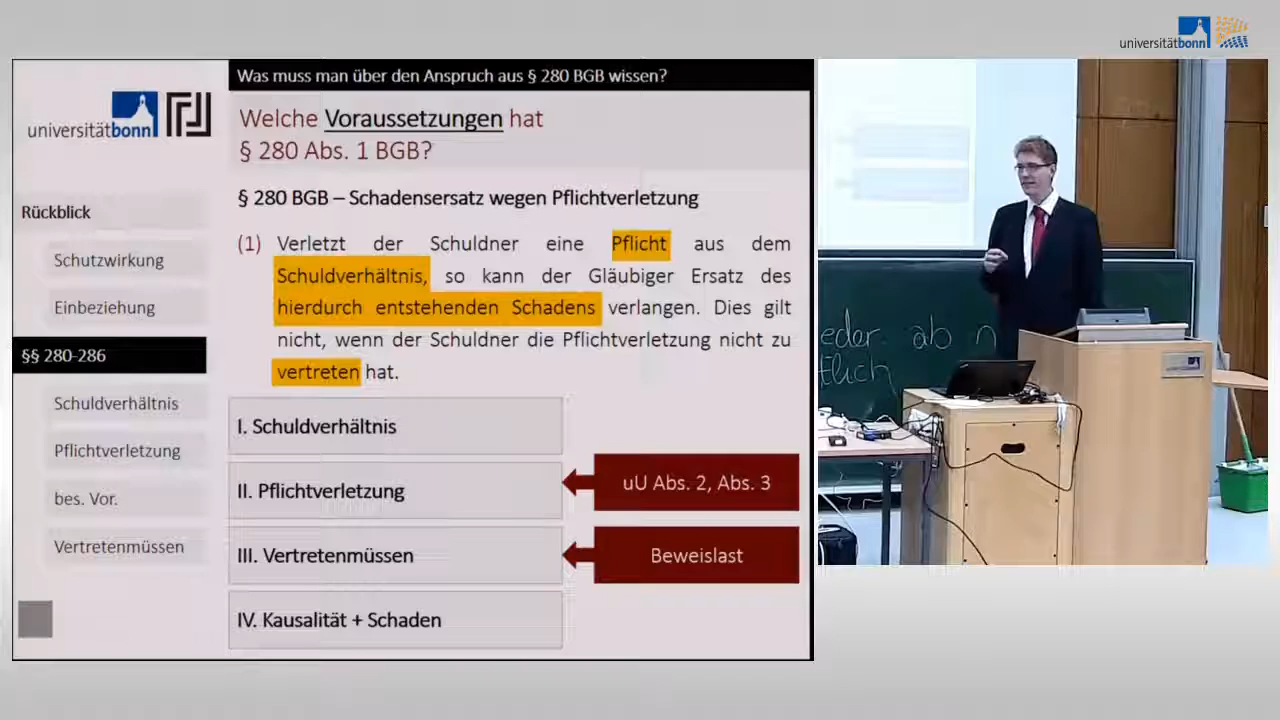 universitätbonn
Was muss man über den Anspruch aus § 280 BGB wissen?
universitätbonn
Welche Voraussetzungen hat
§ 280 Abs. 1 BGB?
§ 280 BGB – Schadensersatz wegen Pflichtverletzung
(1) Verletzt der Schuldner eine Pflicht aus dem
Schuldverhältnis, so kann der Gläubiger Ersatz des
hierdurch entstehenden Schadens verlangen. Dies gilt
nicht, wenn der Schuldner die Pflichtverletzung nicht zu
vertreten hat.
Rückblick
Schutzwirkung
Einbeziehung
§§ 280-286
Schuldverhältnis
Pflichtverletzung
bes. Vor.
Vertretenmüssen
I. Schuldverhältnis
II. Pflichtverletzung
uU Abs. 2, Abs. 3
III. Vertretenmüssen
Beweislast
IV. Kausalität + Schaden
eder ab n
tlich